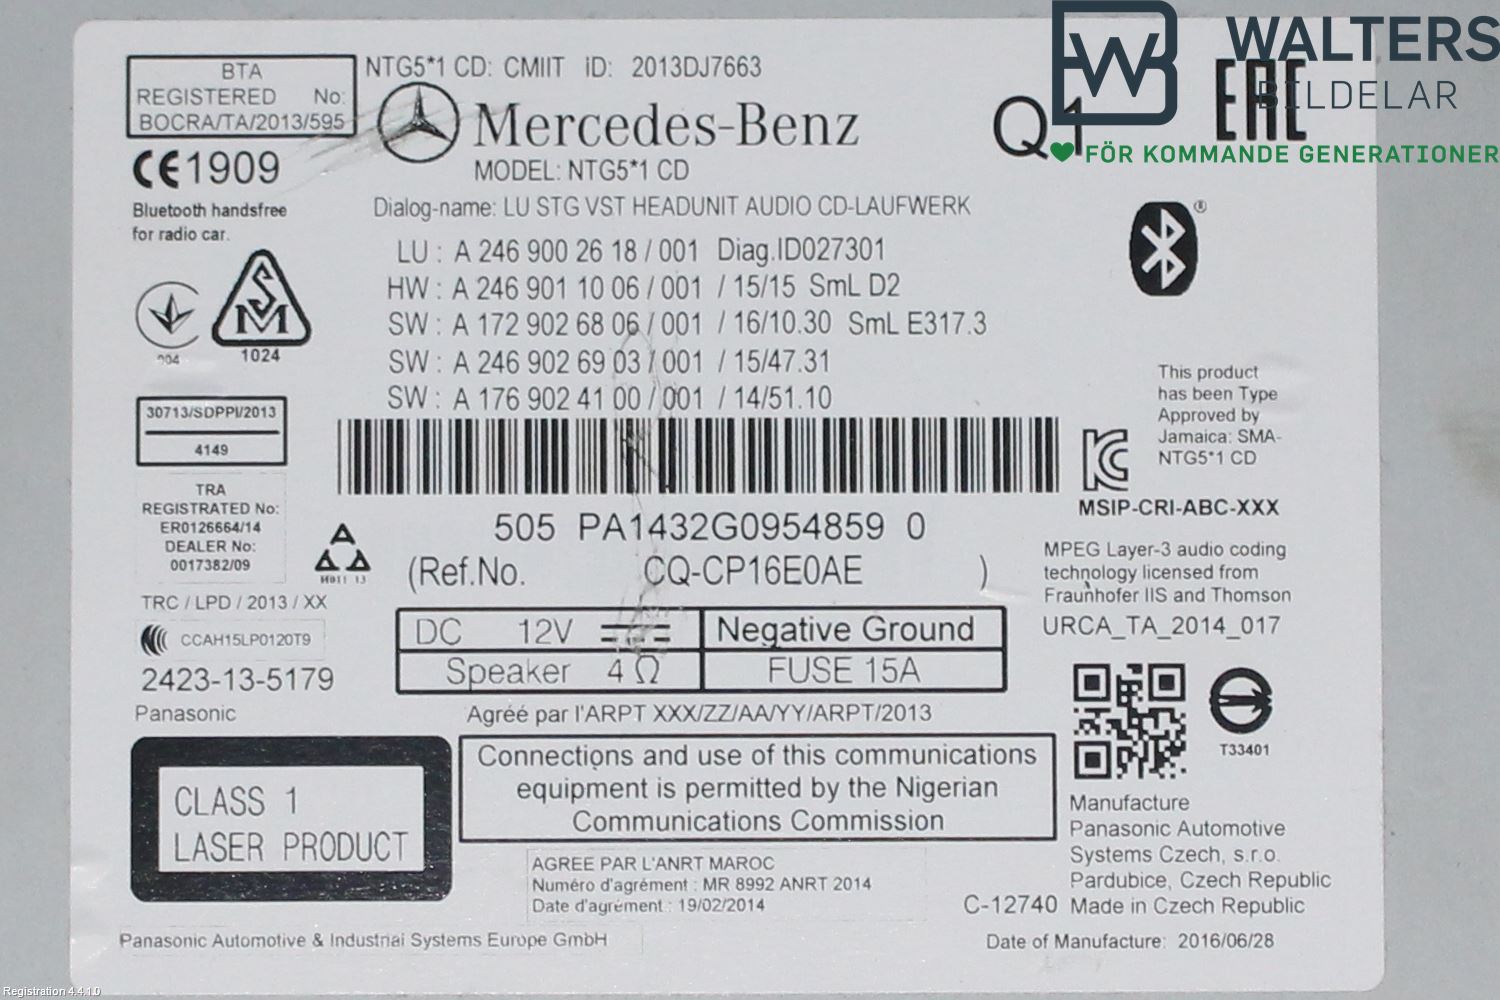 BTA
REGISTERED No:
BOCRA/TA/2013/595
NTG5*1 CD: CMIIT ID: 2013DJ7663
Mercedes-Benz
MODEL: NTG5*1 CD
Q1
EAC
WALTERS
BILDELAR
FÖR KOMMANDE GENERATIONER
CE1909
Bluetooth handsfree
for radio car.
Dialog-name: LU STG VST HEADUNIT AUDIO CD-LAUFWERK
LU : A 246 900 26 18 / 001 Diag.ID027301
HW : A 246 901 10 06 / 001 / 15/15 SmL D2
SW : A 172 902 68 06 / 001 / 16/10.30 SmL E317.3
SW : A 246 902 69 03 / 001 / 15/47.31
SW : A 176 902 41 00 / 001 / 14/51.10
®
SM
004
1024
30713/SDPPI/2013
4149
This product
has been Type
Approved by
Jamaica: SMA-
NTG5*1 CD
TRA
REGISTRATED No:
ER0126664/14
DEALER No:
0017382/09
505 PA1432G0954859 0
(Ref.No. CQ-CP16E0AE )
MSIP-CRI-ABC-XXX
MPEG Layer-3 audio coding
technology licensed from
Fraunhofer IIS and Thomson
URCA_TA_2014_017
И011 13
TRC / LPD / 2013 / XX
CCAH15LP0120T9
2423-13-5179
Panasonic
DC 12V
Negative Ground
Speaker 4 Ω
FUSE 15A
Agréé par l'ARPT XXX/ZZ/AA/YY/ARPT/2013
T33401
CLASS 1
LASER PRODUCT
Connections and use of this communications
equipment is permitted by the Nigerian
Communications Commission
AGREE PAR L'ANRT MAROC
Numéro d'agrément : MR 8992 ANRT 2014
Date d'agrément : 19/02/2014
Manufacture
Panasonic Automotive
Systems Czech, s.r.o.
Pardubice, Czech Republic
C-12740 Made in Czech Republic
Panasonic Automotive & Industrial Systems Europe GmbH
Date of Manufacture: 2016/06/28
Registration 4.4.1.0